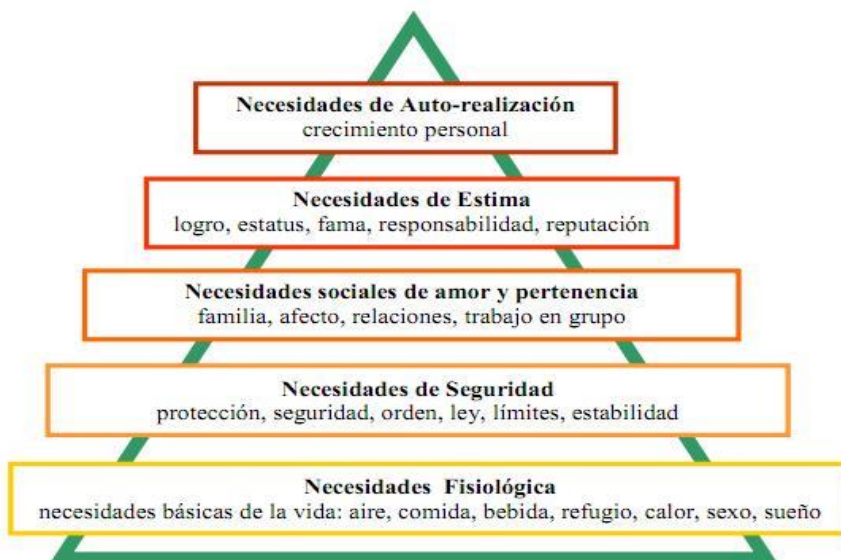 Necesidades de Auto-realización
crecimiento personal
Necesidades de Estima
logro, estatus, fama, responsabilidad, reputación
Necesidades sociales de amor y pertenencia
familia, afecto, relaciones, trabajo en grupo
Necesidades de Seguridad
protección, seguridad, orden, ley, límites, estabilidad
Necesidades Fisiológica
necesidades básicas de la vida: aire, comida, bebida, refugio, calor, sexo, sueño